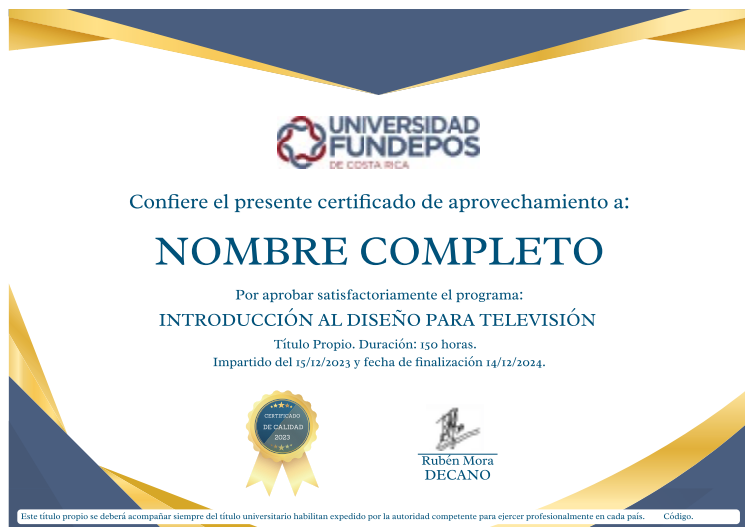 UNIVERSIDAD
FUNDEPOS
DE COSTA RICA
Confiere el presente certificado de aprovechamiento a:
NOMBRE COMPLETO
Por aprobar satisfactoriamente el programa:
INTRODUCCIÓN AL DISEÑO PARA TELEVISIÓN
Título Propio. Duración: 150 horas.
Impartido del 15/12/2023 y fecha de finalización 14/12/2024.
CERTIFICADO
DE CALIDAD
2023
Rubén Mora
DECANO
Este título propio se deberá acompañar siempre del título universitario habilitan expedido por la autoridad competente para ejercer profesionalmente en cada país. Código.